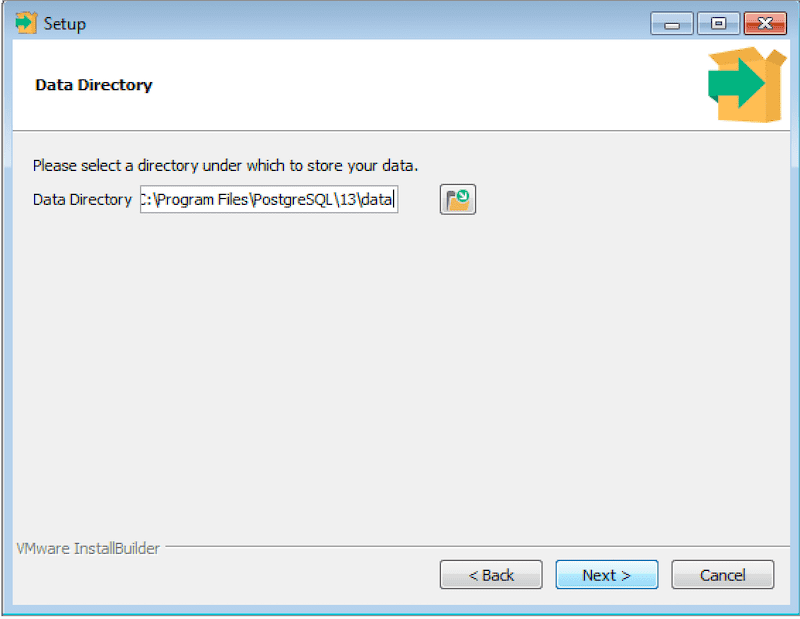 Setup
Data Directory
Please select a directory under which to store your data.
Data Directory C:\Program Files\PostgreSQL\13\data
VMware InstallBuilder
< Back Next > Cancel